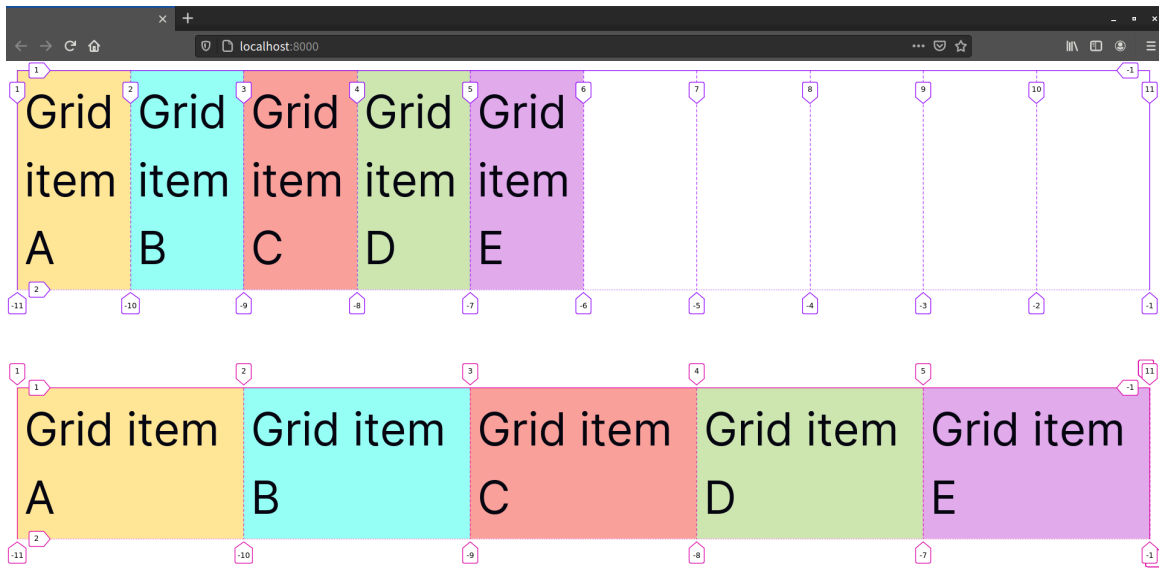 localhost:8000
1 -1
1 2 3 4 5 6 7 8 9 10 11
Grid item A
Grid item B
Grid item C
Grid item D
Grid item E
2
-11 -10 -9 -8 -7 -6 -5 -4 -3 -2 -1
1 2 3 4 5 11
1 -1
Grid item A
Grid item B
Grid item C
Grid item D
Grid item E
2
-11 -10 -9 -8 -7 -1